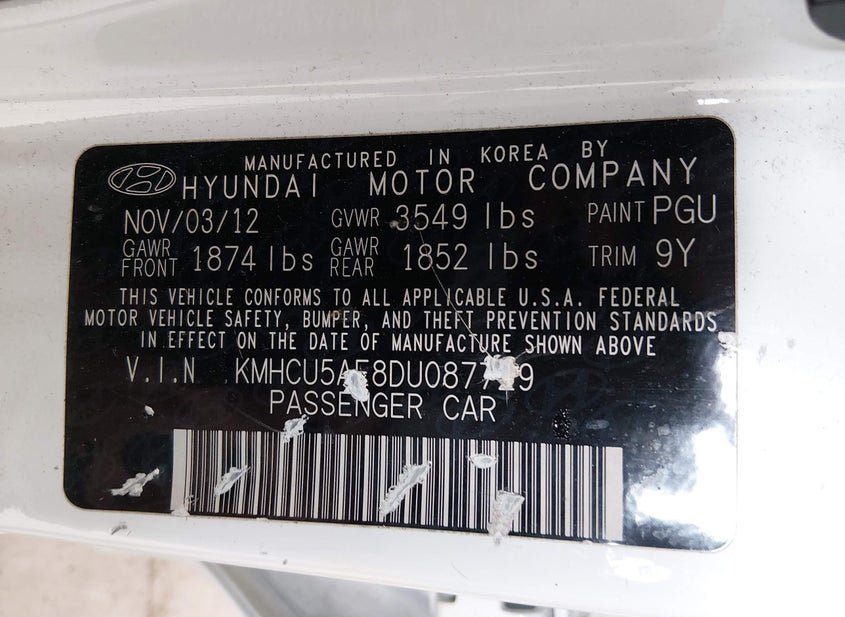 MANUFACTURED IN KOREA BY
HYUNDAI MOTOR COMPANY
NOV/03/12 GVWR 3549 lbs PAINT PGU
GAWR FRONT 1874 lbs GAWR REAR 1852 lbs TRIM 9Y
THIS VEHICLE CONFORMS TO ALL APPLICABLE U.S.A. FEDERAL
MOTOR VEHICLE SAFETY, BUMPER, AND THEFT PREVENTION STANDARDS
IN EFFECT ON THE DATE OF MANUFACTURE SHOWN ABOVE
V.I.N
PASSENGER CAR